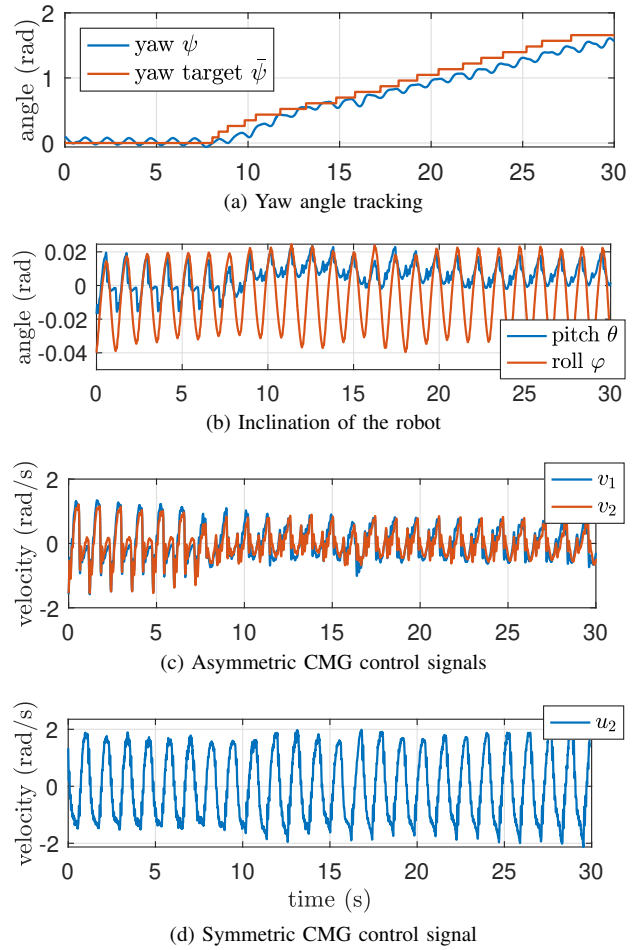 2
1
0
angle (rad)
yaw ψ
yaw target ψ̄
0 5 10 15 20 25 30
(a) Yaw angle tracking
0.02
0
-0.02
-0.04
angle (rad)
pitch θ
roll φ
0 5 10 15 20 25 30
(b) Inclination of the robot
2
0
-2
velocity (rad/s)
v₁
v₂
0 5 10 15 20 25 30
(c) Asymmetric CMG control signals
2
0
-2
velocity (rad/s)
u₂
0 5 10 15 20 25 30
time (s)
(d) Symmetric CMG control signal